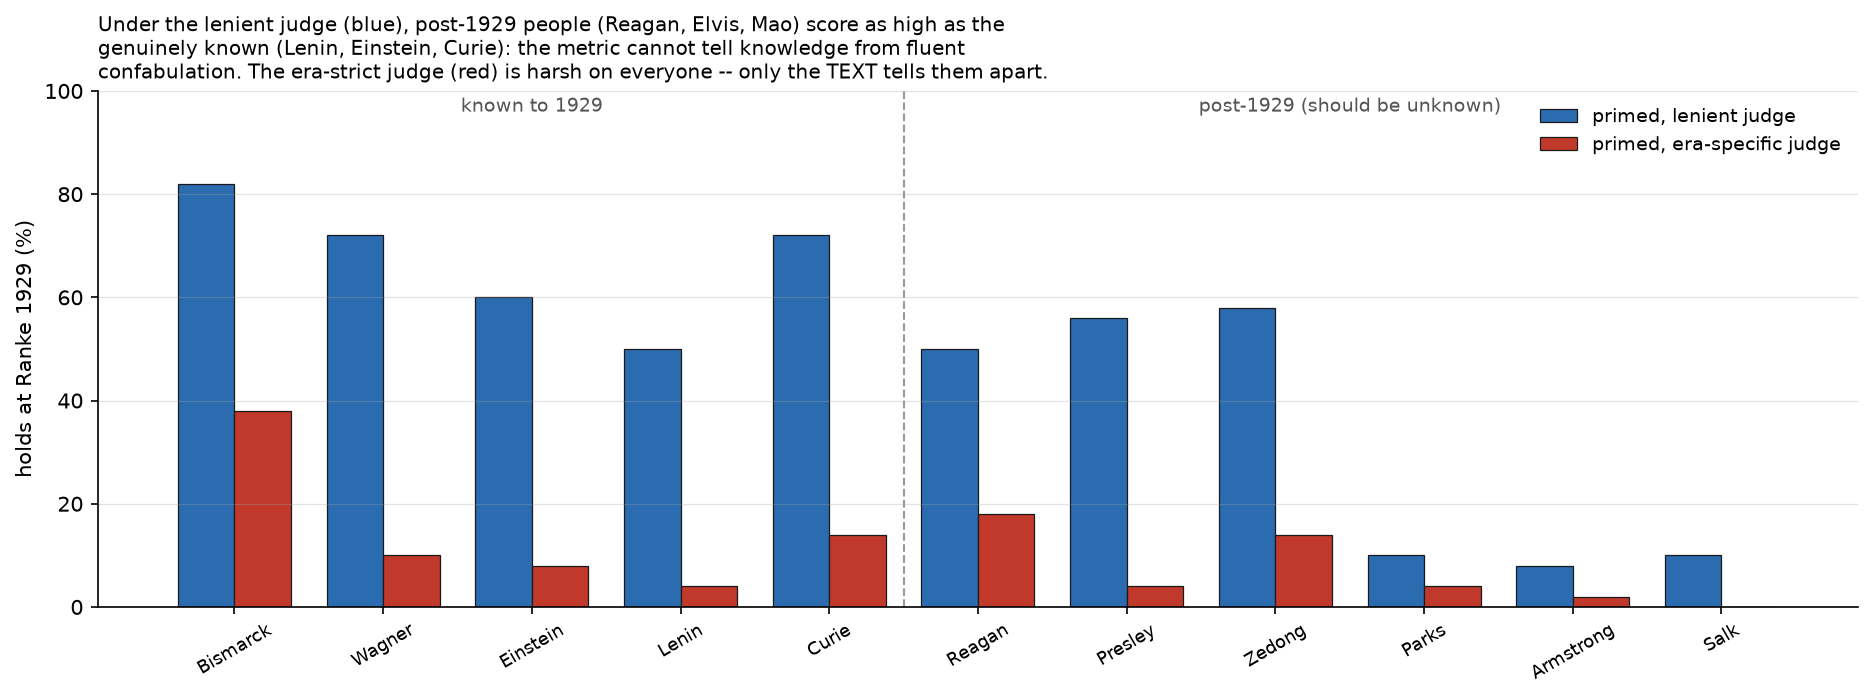 Under the lenient judge (blue), post-1929 people (Reagan, Elvis, Mao) score as high as the
genuinely known (Lenin, Einstein, Curie): the metric cannot tell knowledge from fluent
confabulation. The era-strict judge (red) is harsh on everyone -- only the TEXT tells them apart.
known to 1929
post-1929 (should be unknown)
primed, lenient judge
primed, era-specific judge
holds at Ranke 1929 (%)
100
80
60
40
20
0
Bismarck
Wagner
Einstein
Lenin
Curie
Reagan
Presley
Zedong
Parks
Armstrong
Salk